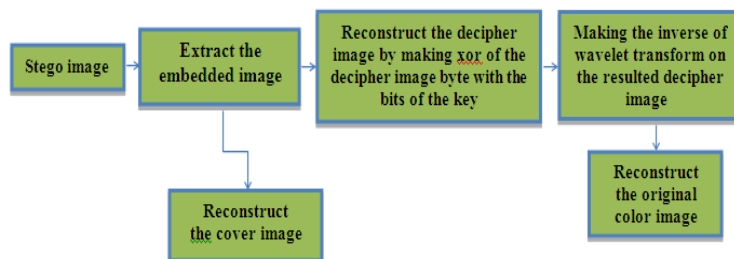 Stego image
Extract the
embedded image
Reconstruct the decipher
image by making xor of the
decipher image byte with the
bits of the key
Making the inverse of
wavelet transform on
the resulted decipher
image
Reconstruct
the cover image
Reconstruct
the original
color image